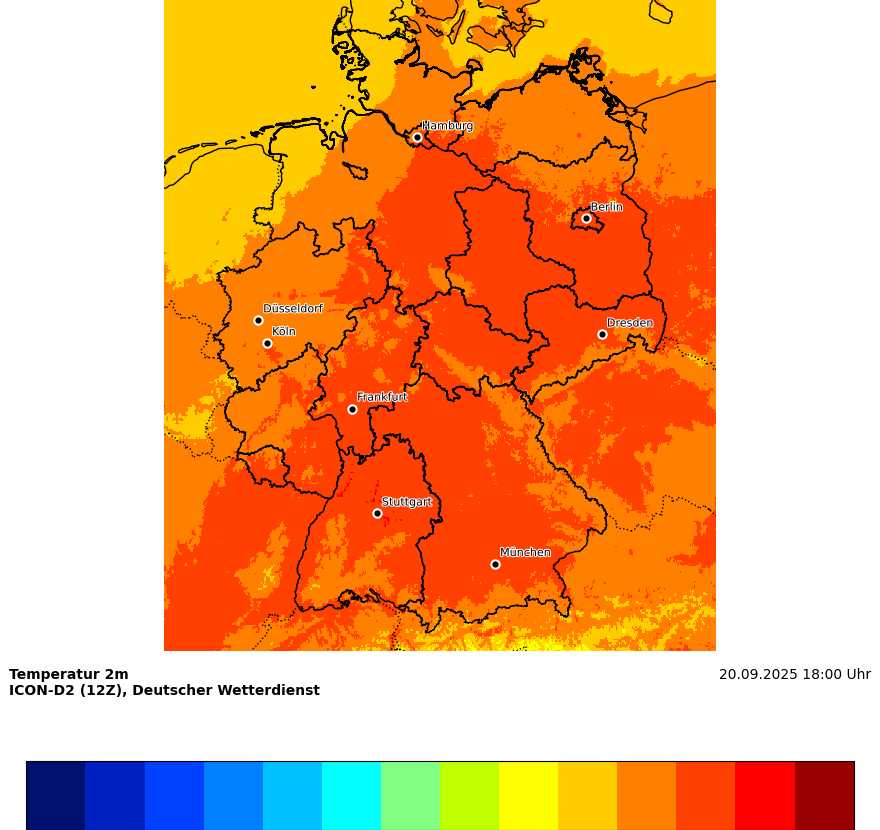 Hamburg
Berlin
Düsseldorf
Dresden
Köln
Frankfurt
Stuttgart
München
Temperatur 2m
20.09.2025 18:00 Uhr
ICON-D2 (12Z), Deutscher Wetterdienst